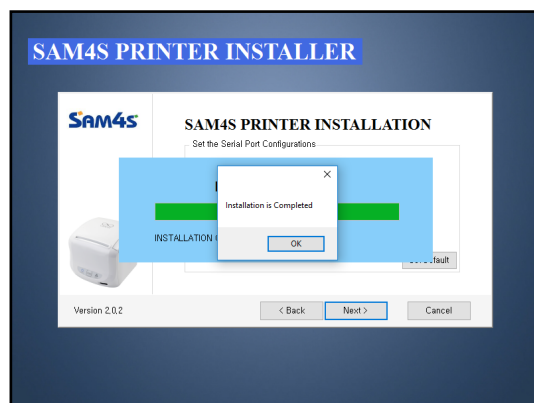 SAM4S PRINTER INSTALLER
SAM4S
SAM4S PRINTER INSTALLATION
Set the Serial Port Configurations
Installation is Completed
INSTALLATION
OK
Version 2,0,2
< Back
Next >
Cancel